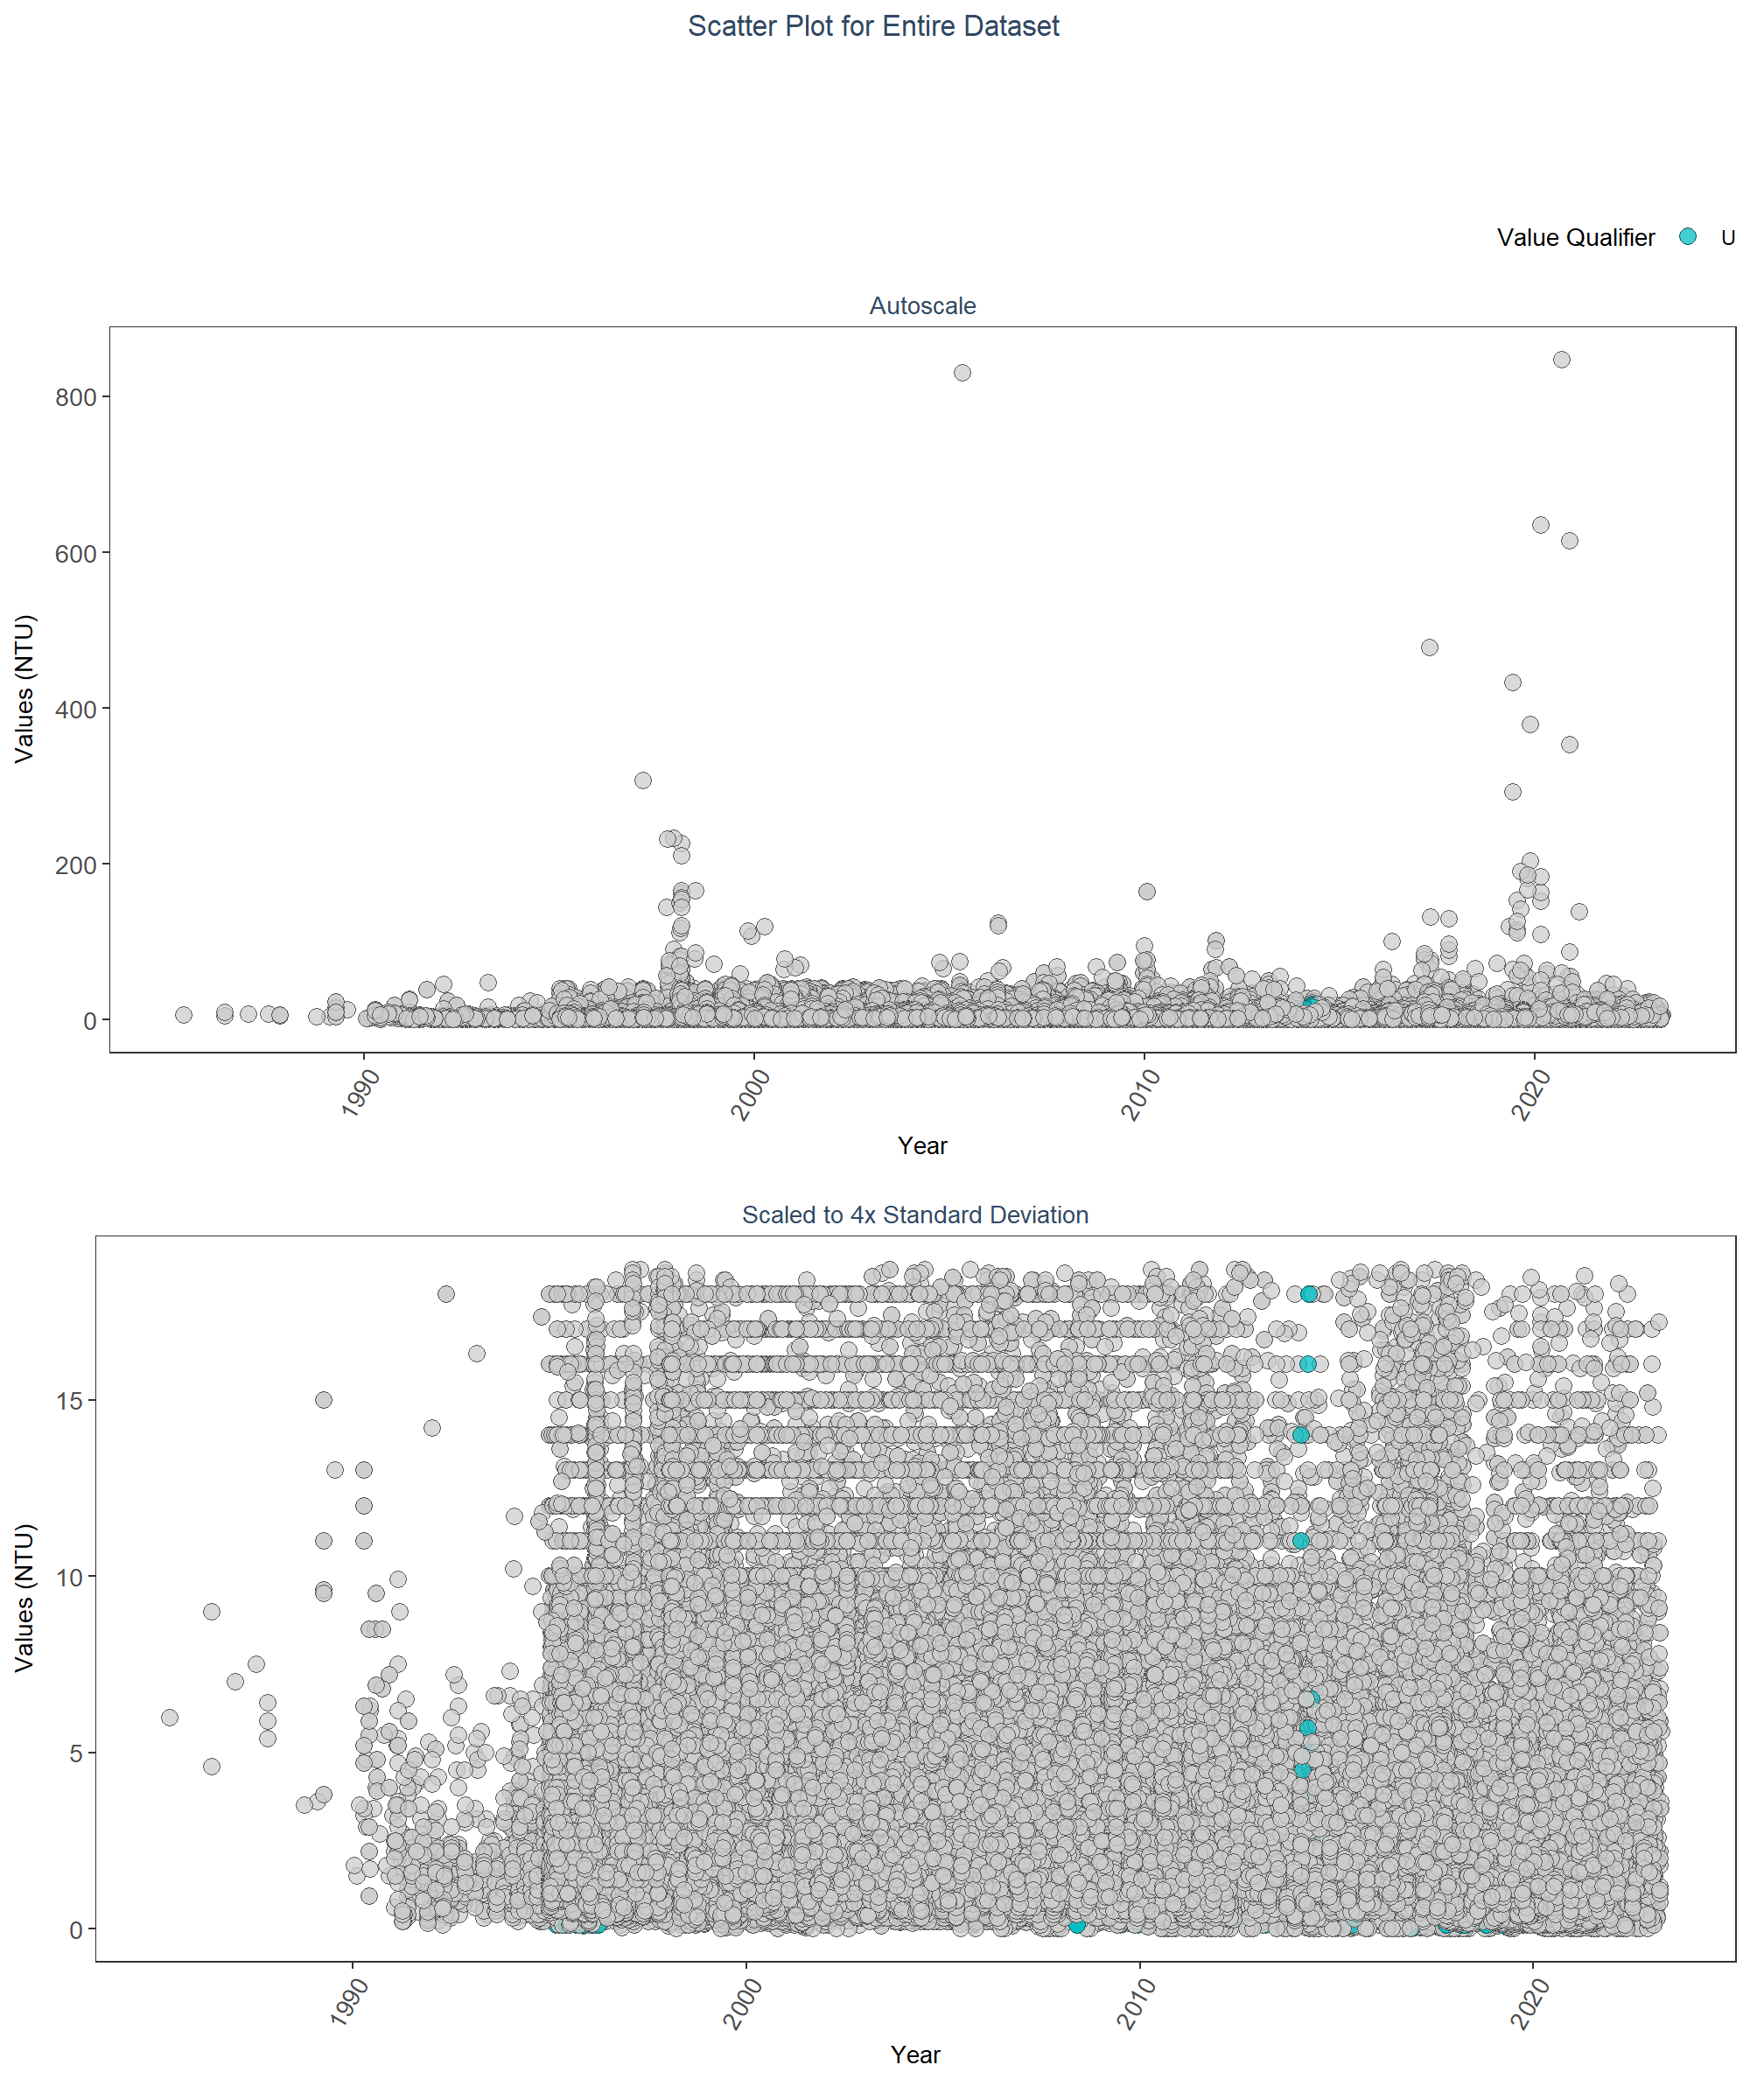 Scatter Plot for Entire Dataset
Value Qualifier U
Autoscale
Values (NTU)
800
600
400
200
0
1990 2000 2010 2020
Year
Scaled to 4x Standard Deviation
Values (NTU)
15
10
5
0
1990 2000 2010 2020
Year